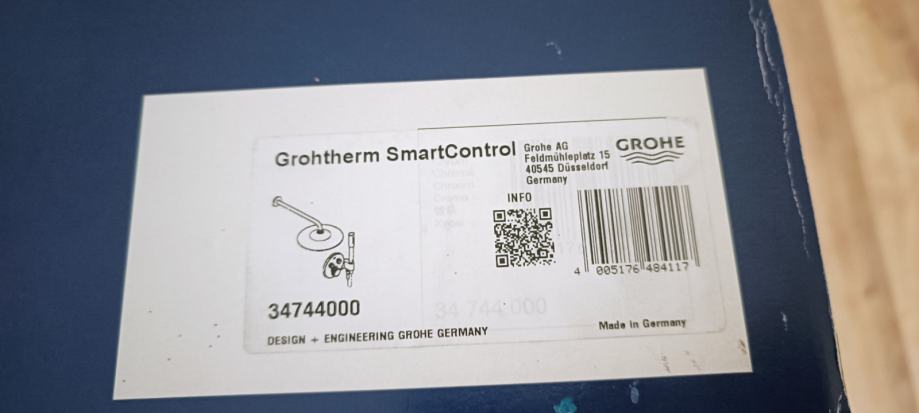 Grohtherm SmartControl
Grohe AG
Feldmühleplatz 15
40545 Düsseldorf
Germany
GROHE
INFO
4 005176 484117
34744000
34 744 000
DESIGN + ENGINEERING GROHE GERMANY
Made in Germany